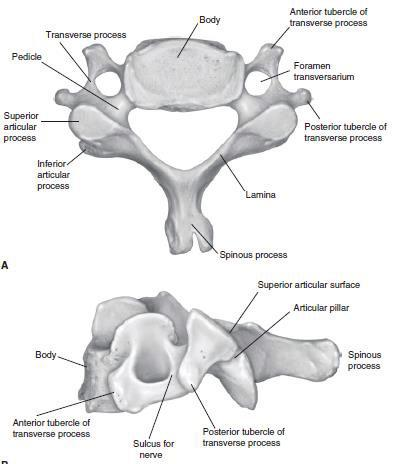 Body
Anterior tubercle of
transverse process
Transverse process
Pedicle
Foramen
transversarium
Superior
articular
process
Posterior tubercle of
transverse process
Inferior
articular
process
Lamina
Spinous process
A
Superior articular surface
Articular pillar
Body
Spinous
process
Anterior tubercle of
transverse process
Sulcus for
nerve
Posterior tubercle of
transverse process
B